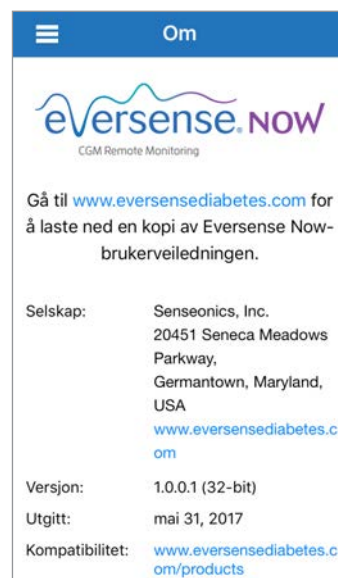 Om
eversense. NOW
CGM Remote Monitoring
Gå til www.eversensediabetes.com for
å laste ned en kopi av Eversense Now-
brukerveiledningen.
Selskap: Senseonics, Inc.
20451 Seneca Meadows
Parkway,
Germantown, Maryland,
USA
www.eversensediabetes.c
om
Versjon: 1.0.0.1 (32-bit)
Utgitt: mai 31, 2017
Kompatibilitet: www.eversensediabetes.c
om/products